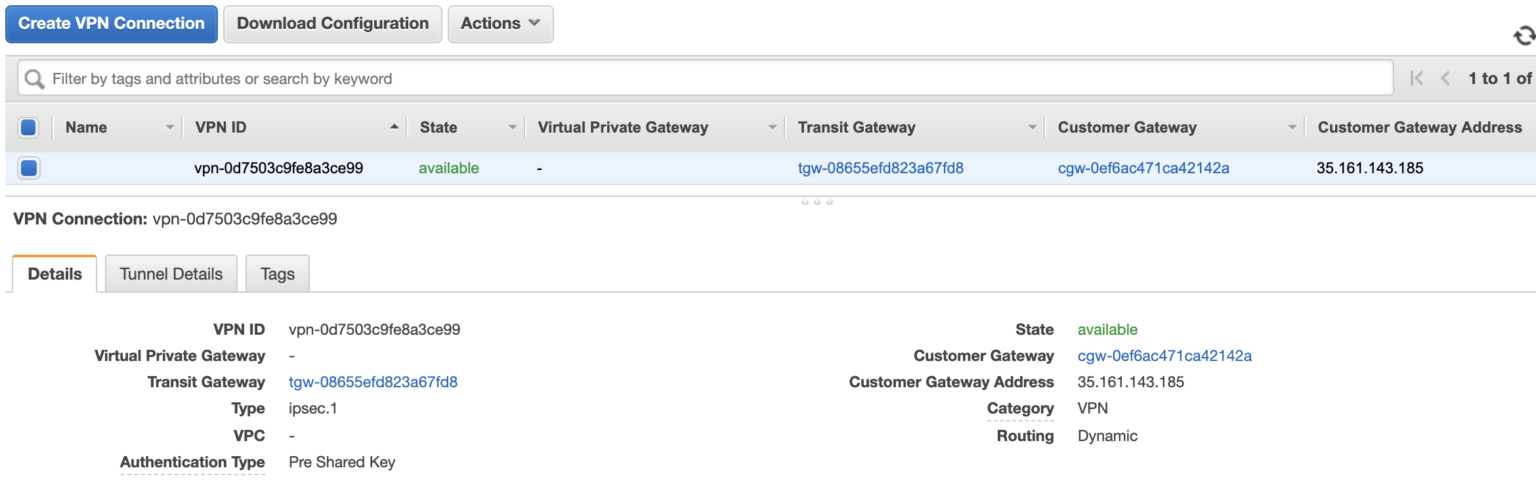 Create VPN Connection Download Configuration Actions
Filter by tags and attributes or search by keyword 1 to 1 of
Name VPN ID State Virtual Private Gateway Transit Gateway Customer Gateway Customer Gateway Address
vpn-0d7503c9fe8a3ce99 available - tgw-08655efd823a67fd8 cgw-0ef6ac471ca42142a 35.161.143.185
VPN Connection: vpn-0d7503c9fe8a3ce99
Details Tunnel Details Tags
VPN ID vpn-0d7503c9fe8a3ce99 State available
Virtual Private Gateway - Customer Gateway cgw-0ef6ac471ca42142a
Transit Gateway tgw-08655efd823a67fd8 Customer Gateway Address 35.161.143.185
Type ipsec.1 Category VPN
VPC - Routing Dynamic
Authentication Type Pre Shared Key